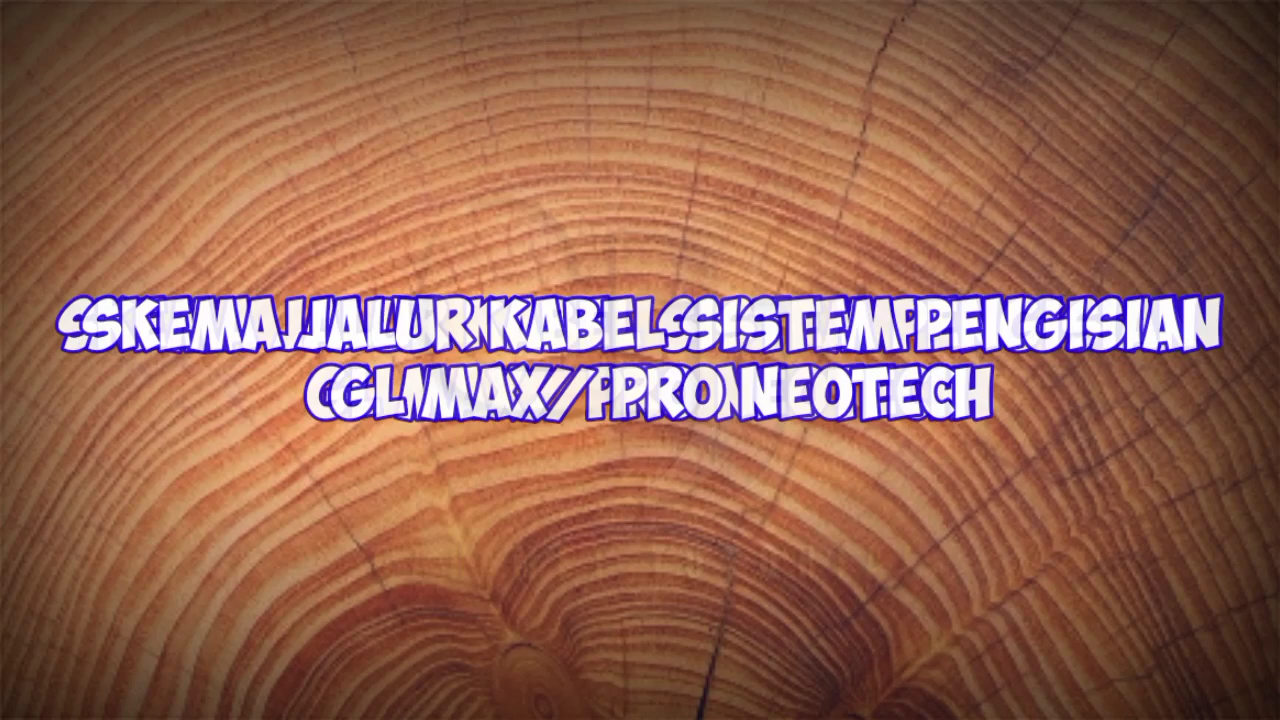 SKEMA JALUR KABEL SISTEM PENGISIAN
GL MAX / PRO NEOTECH